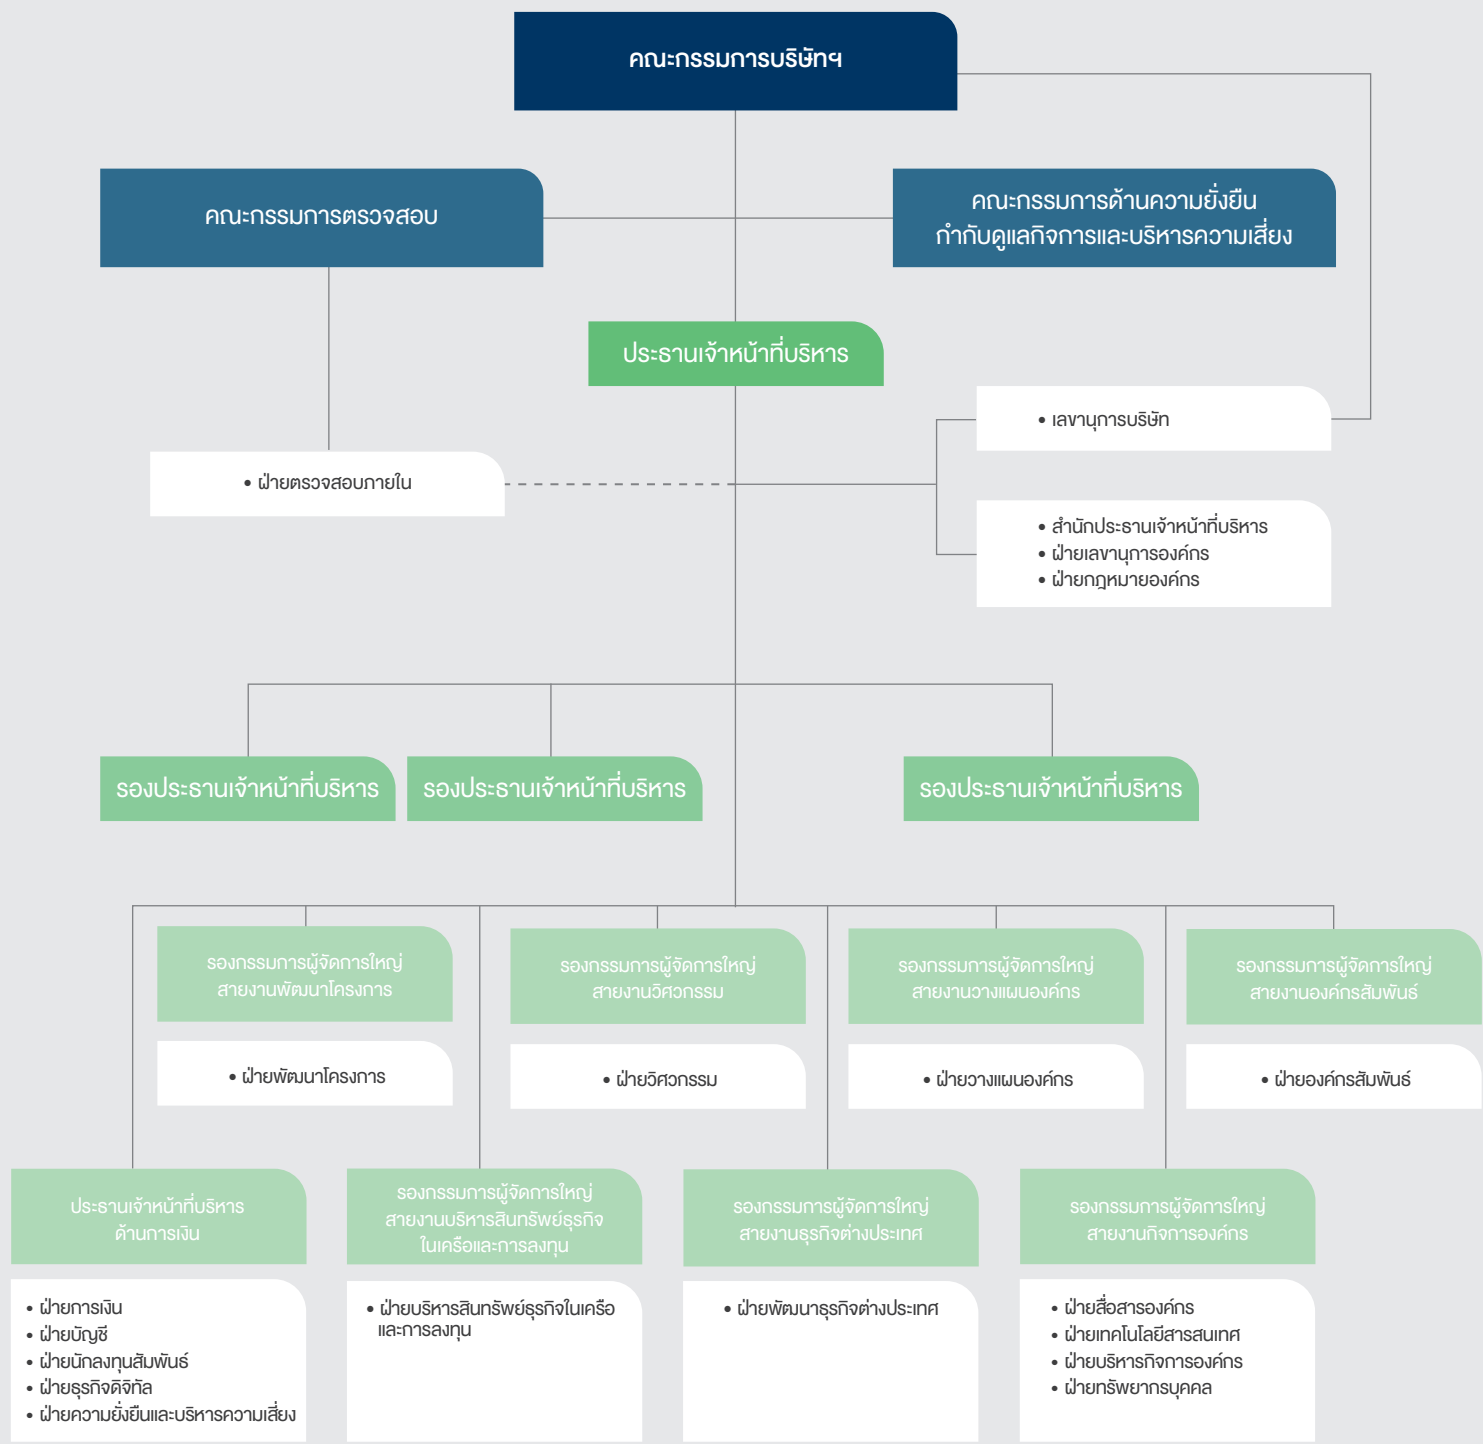 คณะกรรมการบริษัทฯ
คณะกรรมการตรวจสอบ
คณะกรรมการด้านความยั่งยืน
กำกับดูแลกิจการและบริหารความเสี่ยง
ประธานเจ้าหน้าที่บริหาร
• เลขานุการบริษัท
• ฝ่ายตรวจสอบภายใน
• สำนักประธานเจ้าหน้าที่บริหาร
• ฝ่ายเลขานุการองค์กร
• ฝ่ายกฎหมายองค์กร
รองประธานเจ้าหน้าที่บริหาร
รองประธานเจ้าหน้าที่บริหาร
รองประธานเจ้าหน้าที่บริหาร
รองกรรมการผู้จัดการใหญ่
สายงานพัฒนาโครงการ
• ฝ่ายพัฒนาโครงการ
รองกรรมการผู้จัดการใหญ่
สายงานวิศวกรรม
• ฝ่ายวิศวกรรม
รองกรรมการผู้จัดการใหญ่
สายงานวางแผนองค์กร
• ฝ่ายวางแผนองค์กร
รองกรรมการผู้จัดการใหญ่
สายงานองค์กรสัมพันธ์
• ฝ่ายองค์กรสัมพันธ์
ประธานเจ้าหน้าที่บริหาร
ด้านการเงิน
• ฝ่ายการเงิน
• ฝ่ายบัญชี
• ฝ่ายนักลงทุนสัมพันธ์
• ฝ่ายธุรกิจดิจิทัล
• ฝ่ายความยั่งยืนและบริหารความเสี่ยง
รองกรรมการผู้จัดการใหญ่
สายงานบริหารสินทรัพย์ธุรกิจ
ในเครือและการลงทุน
• ฝ่ายบริหารสินทรัพย์ธุรกิจในเครือ
และการลงทุน
รองกรรมการผู้จัดการใหญ่
สายงานธุรกิจต่างประเทศ
• ฝ่ายพัฒนาธุรกิจต่างประเทศ
รองกรรมการผู้จัดการใหญ่
สายงานกิจการองค์กร
• ฝ่ายสื่อสารองค์กร
• ฝ่ายเทคโนโลยีสารสนเทศ
• ฝ่ายบริหารกิจการองค์กร
• ฝ่ายทรัพยากรบุคคล